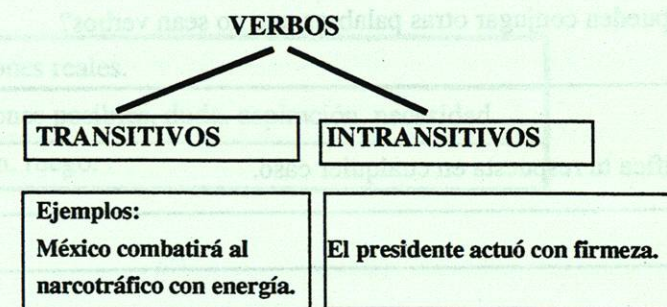 VERBOS
TRANSITIVOS
INTRANSITIVOS
Ejemplos:
México combatirá al
narcotráfico con energía.
El presidente actuó con firmeza.